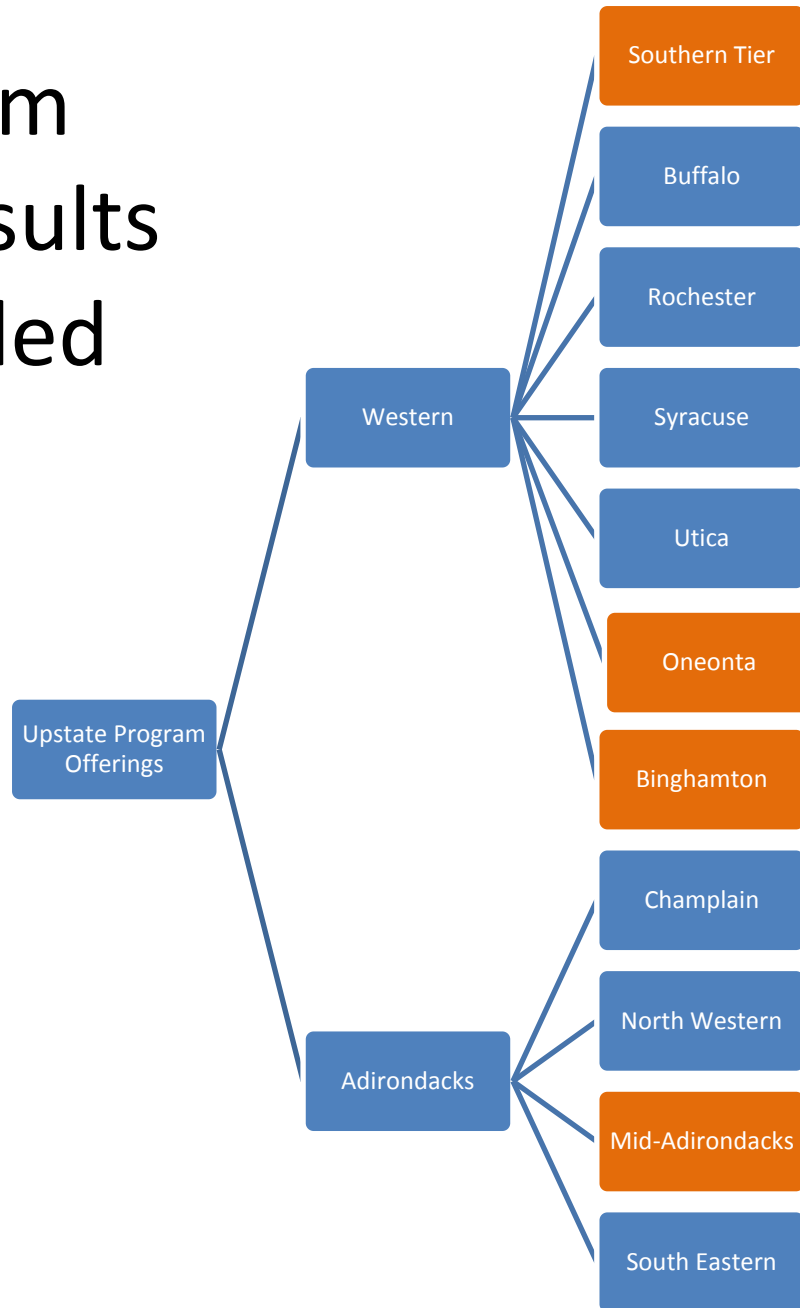 m
sults
led
Southern Tier
Buffalo
Rochester
Western
Syracuse
Utica
Oneonta
Upstate Program
Offerings
Binghamton
Champlain
North Western
Adirondacks
Mid-Adirondacks
South Eastern